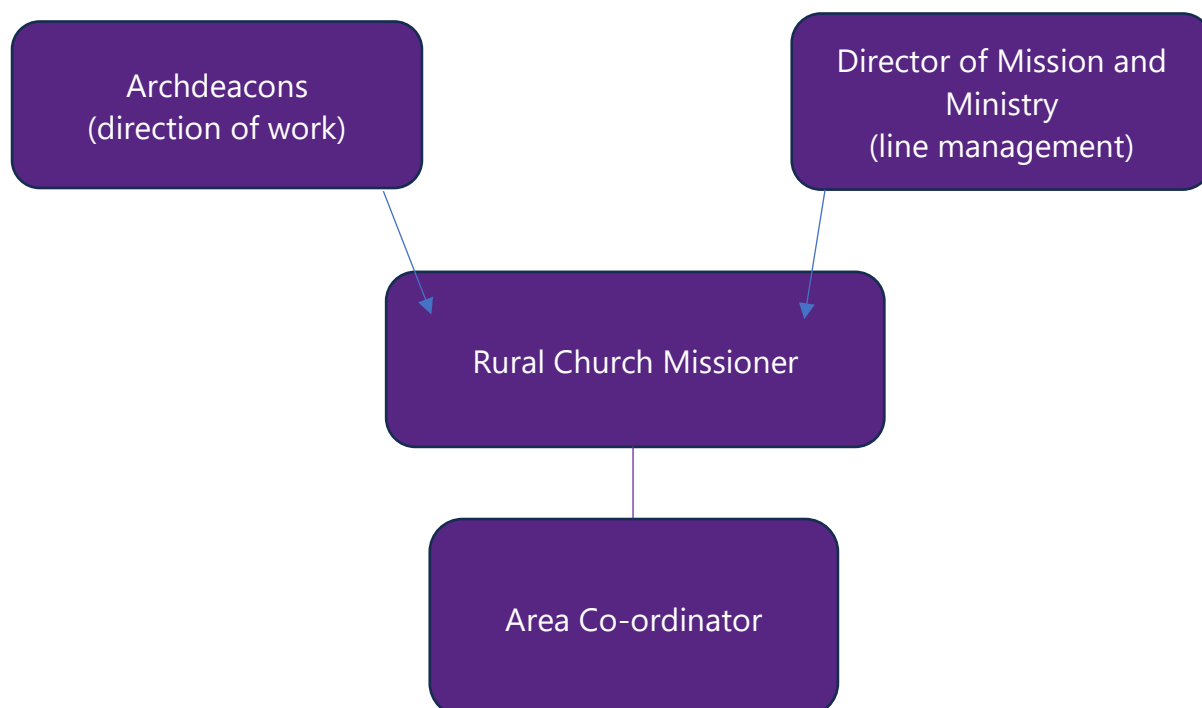 Archdeacons
(direction of work)
Director of Mission and
Ministry
(line management)
Rural Church Missioner
Area Co-ordinator